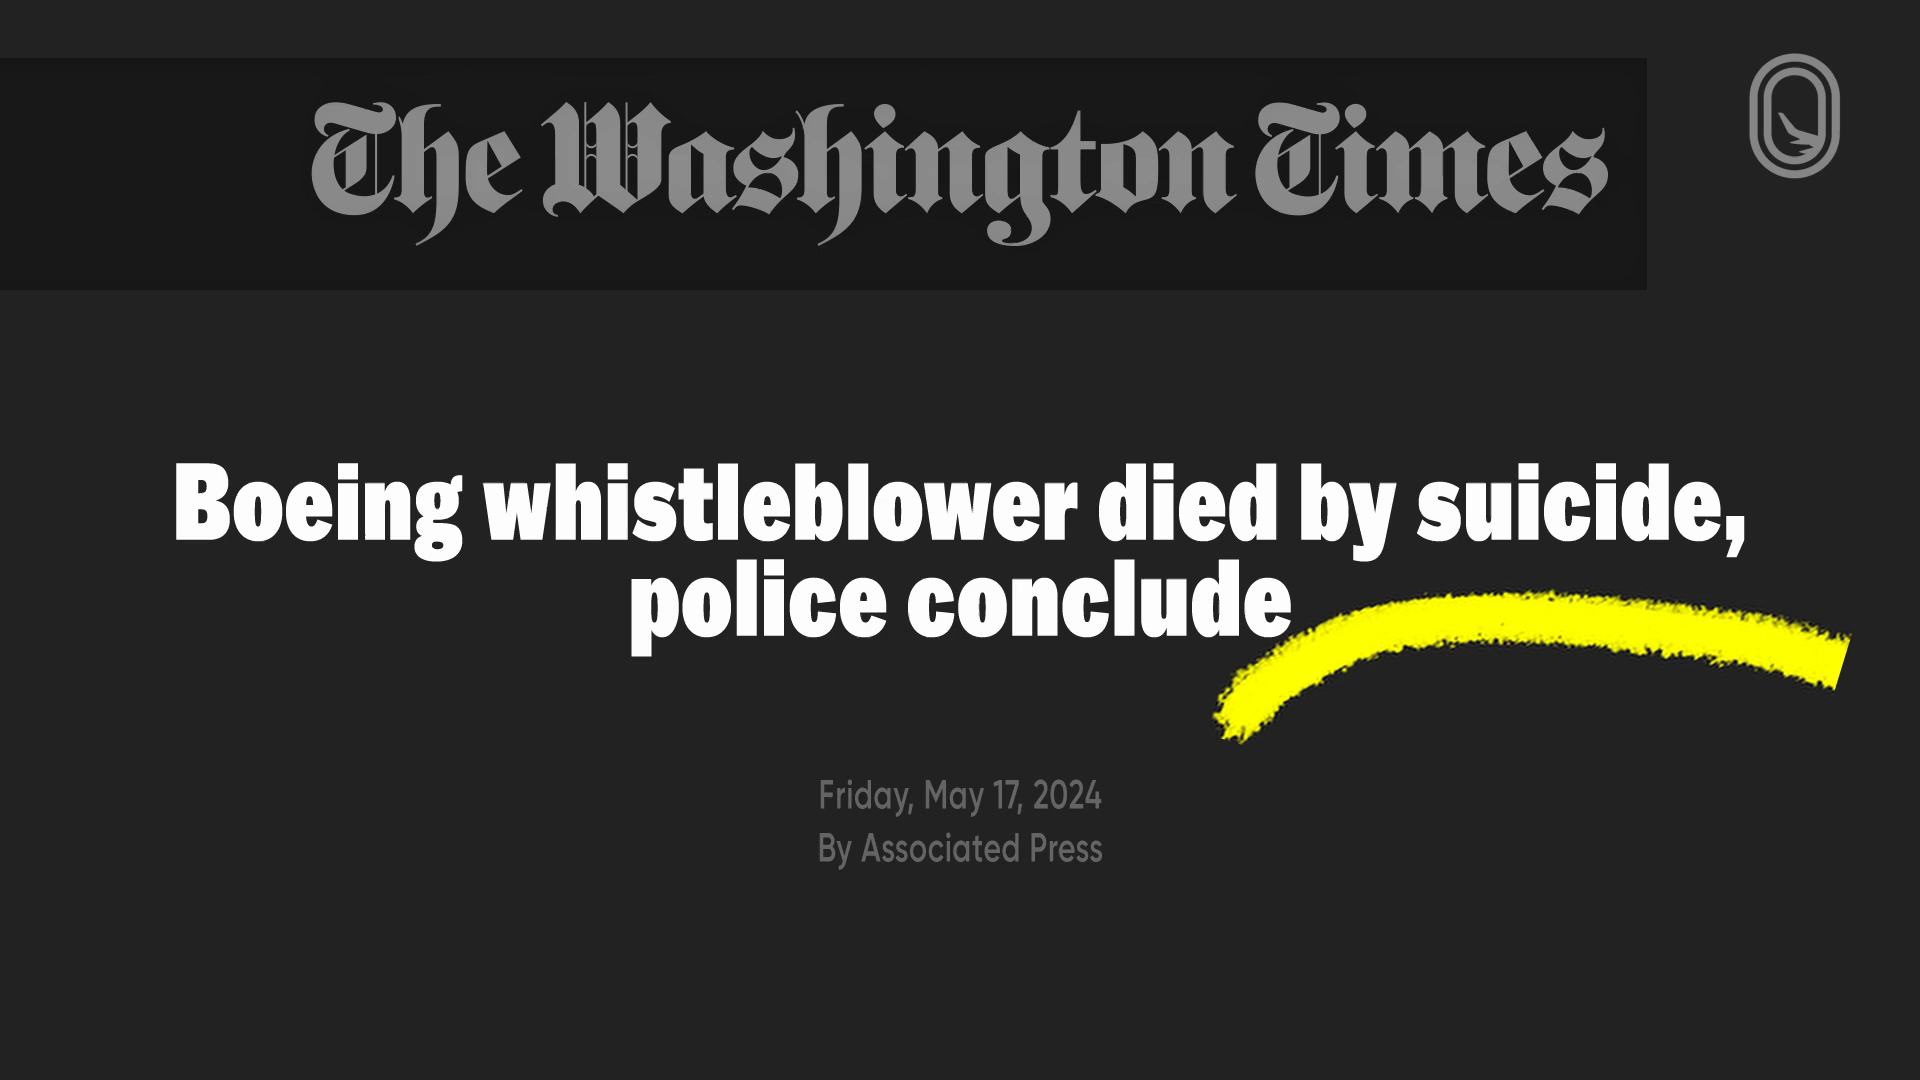 The Washington Times
Boeing whistleblower died by suicide,
police conclude
Friday, May 17, 2024
By Associated Press